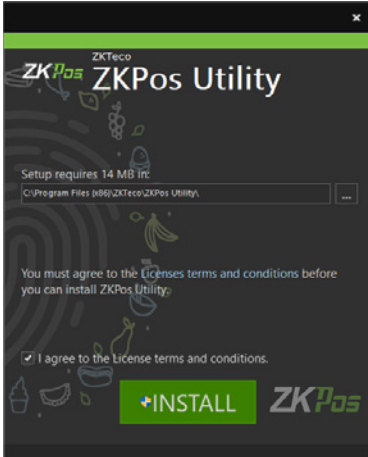 ZKTeco
ZKPos ZKPos Utility
Setup requires 14 MB in:
C:\Program Files (x86)\ZKTeco\ZKPos Utility\
...
You must agree to the Licenses terms and conditions before
you can install ZKPos Utility.
I agree to the License terms and conditions.
INSTALL
ZKPos